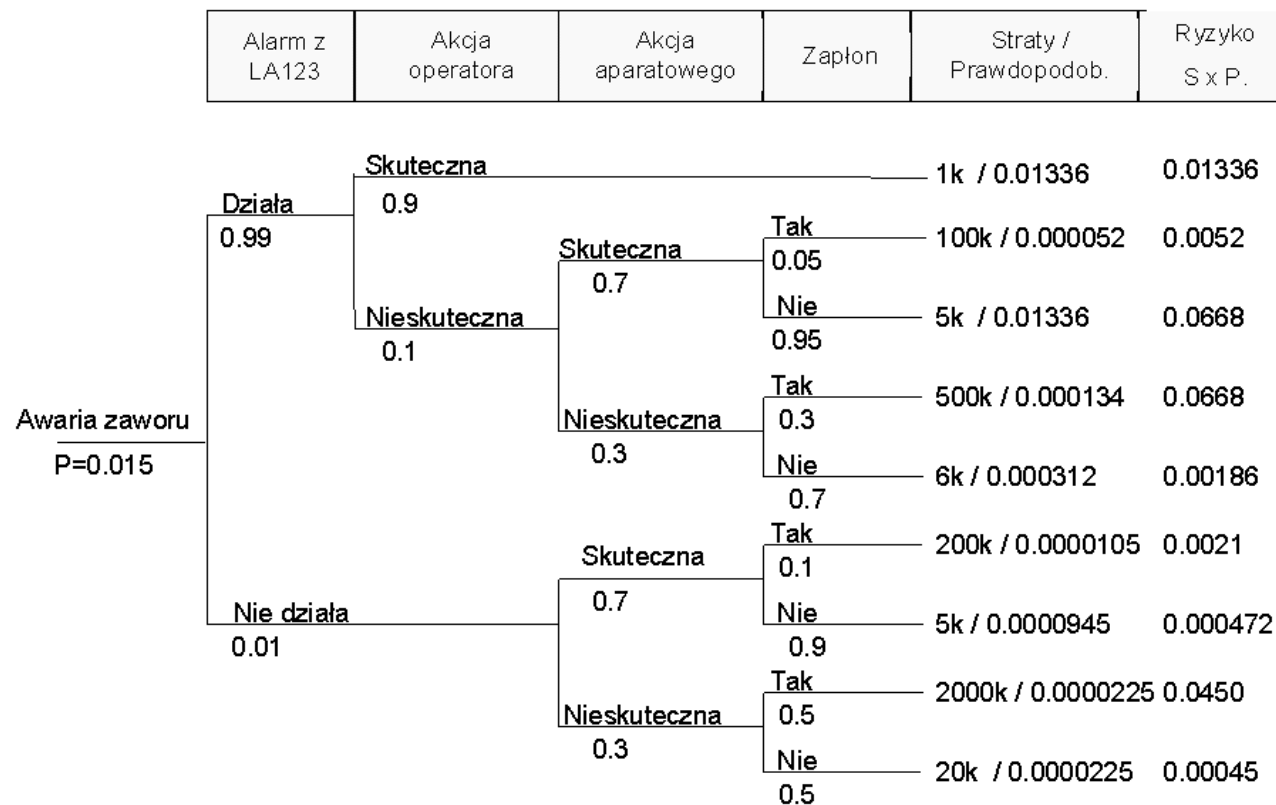 Alarm z
LA123
Akcja
operatora
Akcja
aparatowego
Zapłon
Straty /
Prawdopodob.
Ryzyko
S x P.
Skuteczna
1k / 0.01336
0.01336
0.9
Działa
0.99
Tak
100k / 0.000052
0.0052
0.05
Skuteczna
0.7
Nie
5k / 0.01336
0.0668
0.95
Nieskuteczna
0.1
Tak
500k / 0.000134
0.0668
0.3
Nieskuteczna
0.3
Awaria zaworu
P=0.015
Nie
6k / 0.000312
0.00186
0.7
Tak
200k / 0.0000105
0.0021
0.1
Skuteczna
0.7
Nie
5k / 0.0000945
0.000472
0.9
Nie działa
0.01
Tak
2000k / 0.0000225
0.0450
0.5
Nieskuteczna
0.3
Nie
20k / 0.0000225
0.00045
0.5